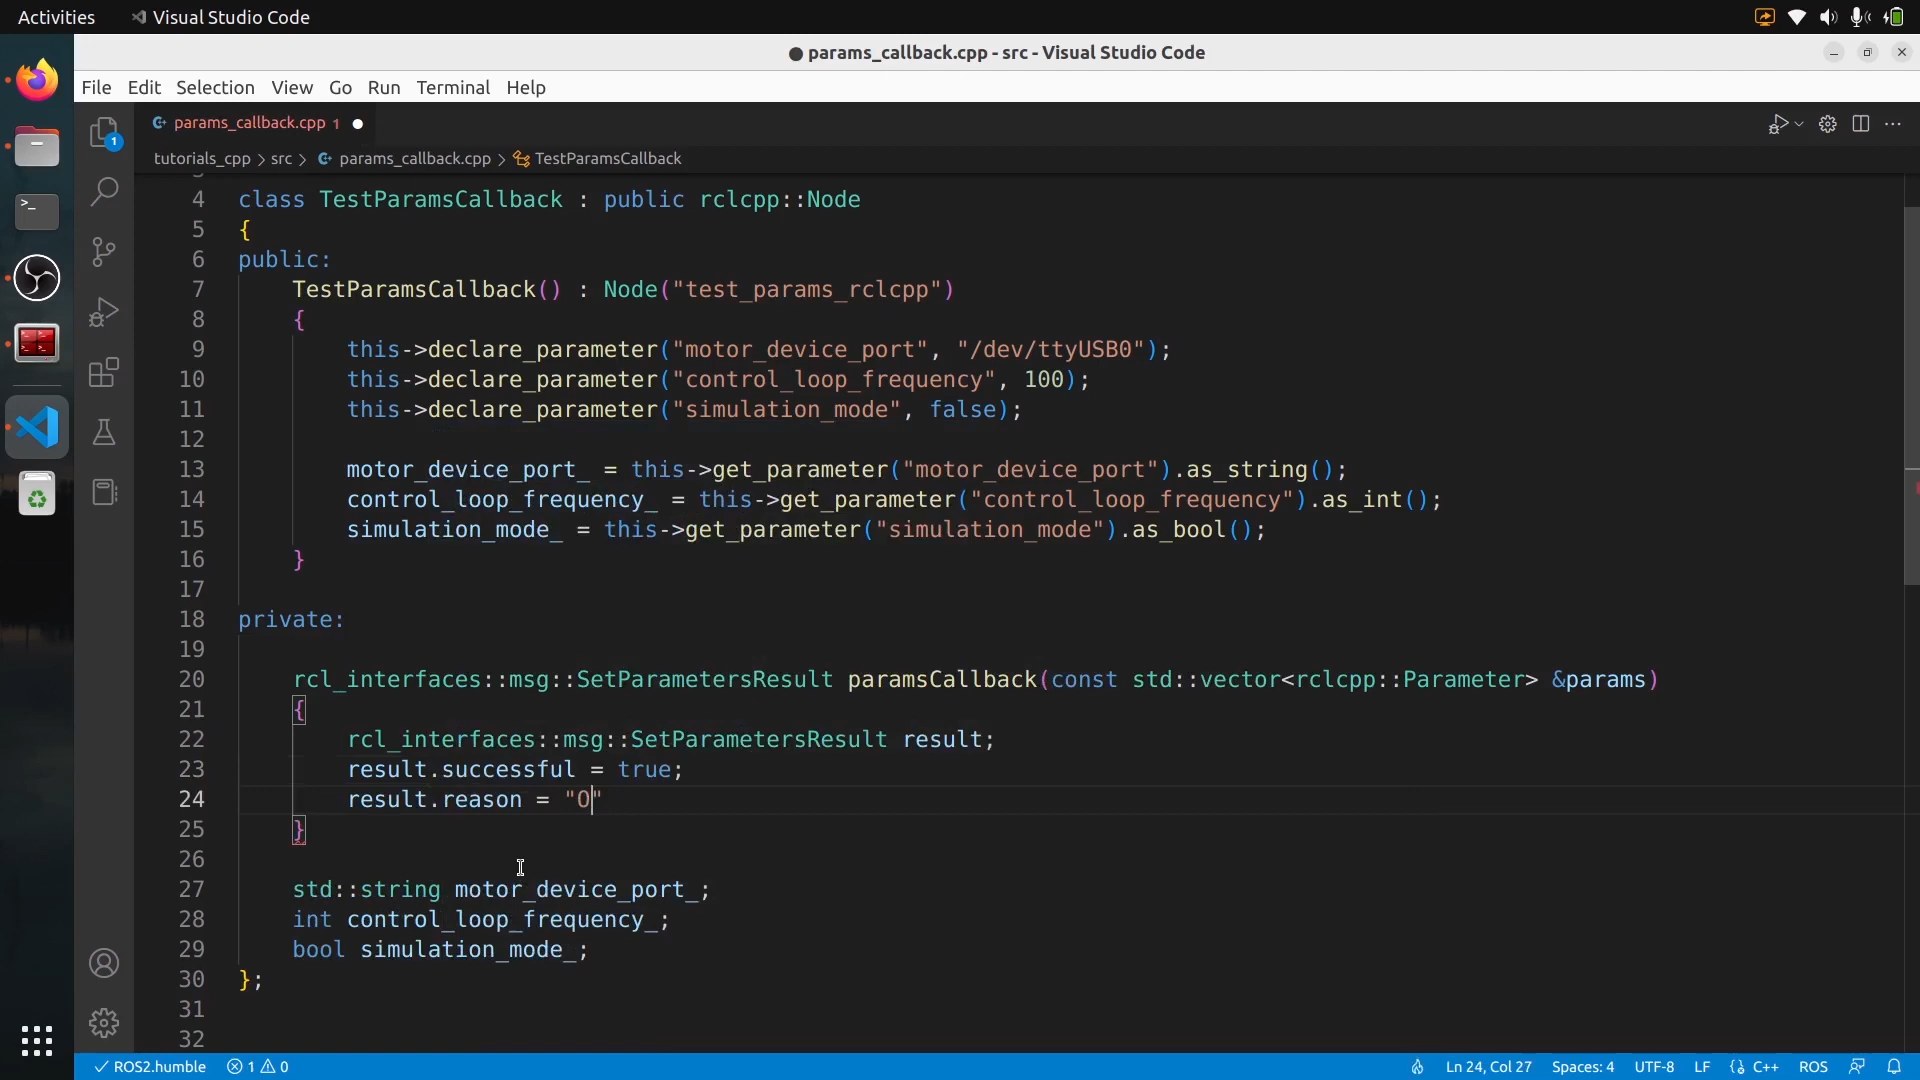 Activities Visual Studio Code
params_callback.cpp - src - Visual Studio Code
File Edit Selection View Go Run Terminal Help
params_callback.cpp 1
1
tutorials_cpp > src > params_callback.cpp > TestParamsCallback
4 class TestParamsCallback : public rclcpp::Node
5 {
6 public:
7 TestParamsCallback() : Node("test_params_rclcpp")
8 {
9 this->declare_parameter("motor_device_port", "/dev/ttyUSB0");
10 this->declare_parameter("control_loop_frequency", 100);
11 this->declare_parameter("simulation_mode", false);
12
13 motor_device_port_ = this->get_parameter("motor_device_port").as_string();
14 control_loop_frequency_ = this->get_parameter("control_loop_frequency").as_int();
15 simulation_mode_ = this->get_parameter("simulation_mode").as_bool();
16 }
17
18 private:
19
20 rcl_interfaces::msg::SetParametersResult paramsCallback(const std::vector<rclcpp::Parameter> &params)
21 {
22 rcl_interfaces::msg::SetParametersResult result;
23 result.successful = true;
24 result.reason = "O"
25 }
26
27 std::string motor_device_port_;
28 int control_loop_frequency_;
29 bool simulation_mode_;
30 };
31
32
ROS2.humble 1 0 Ln 24, Col 27 Spaces: 4 UTF-8 LF {} C++ ROS